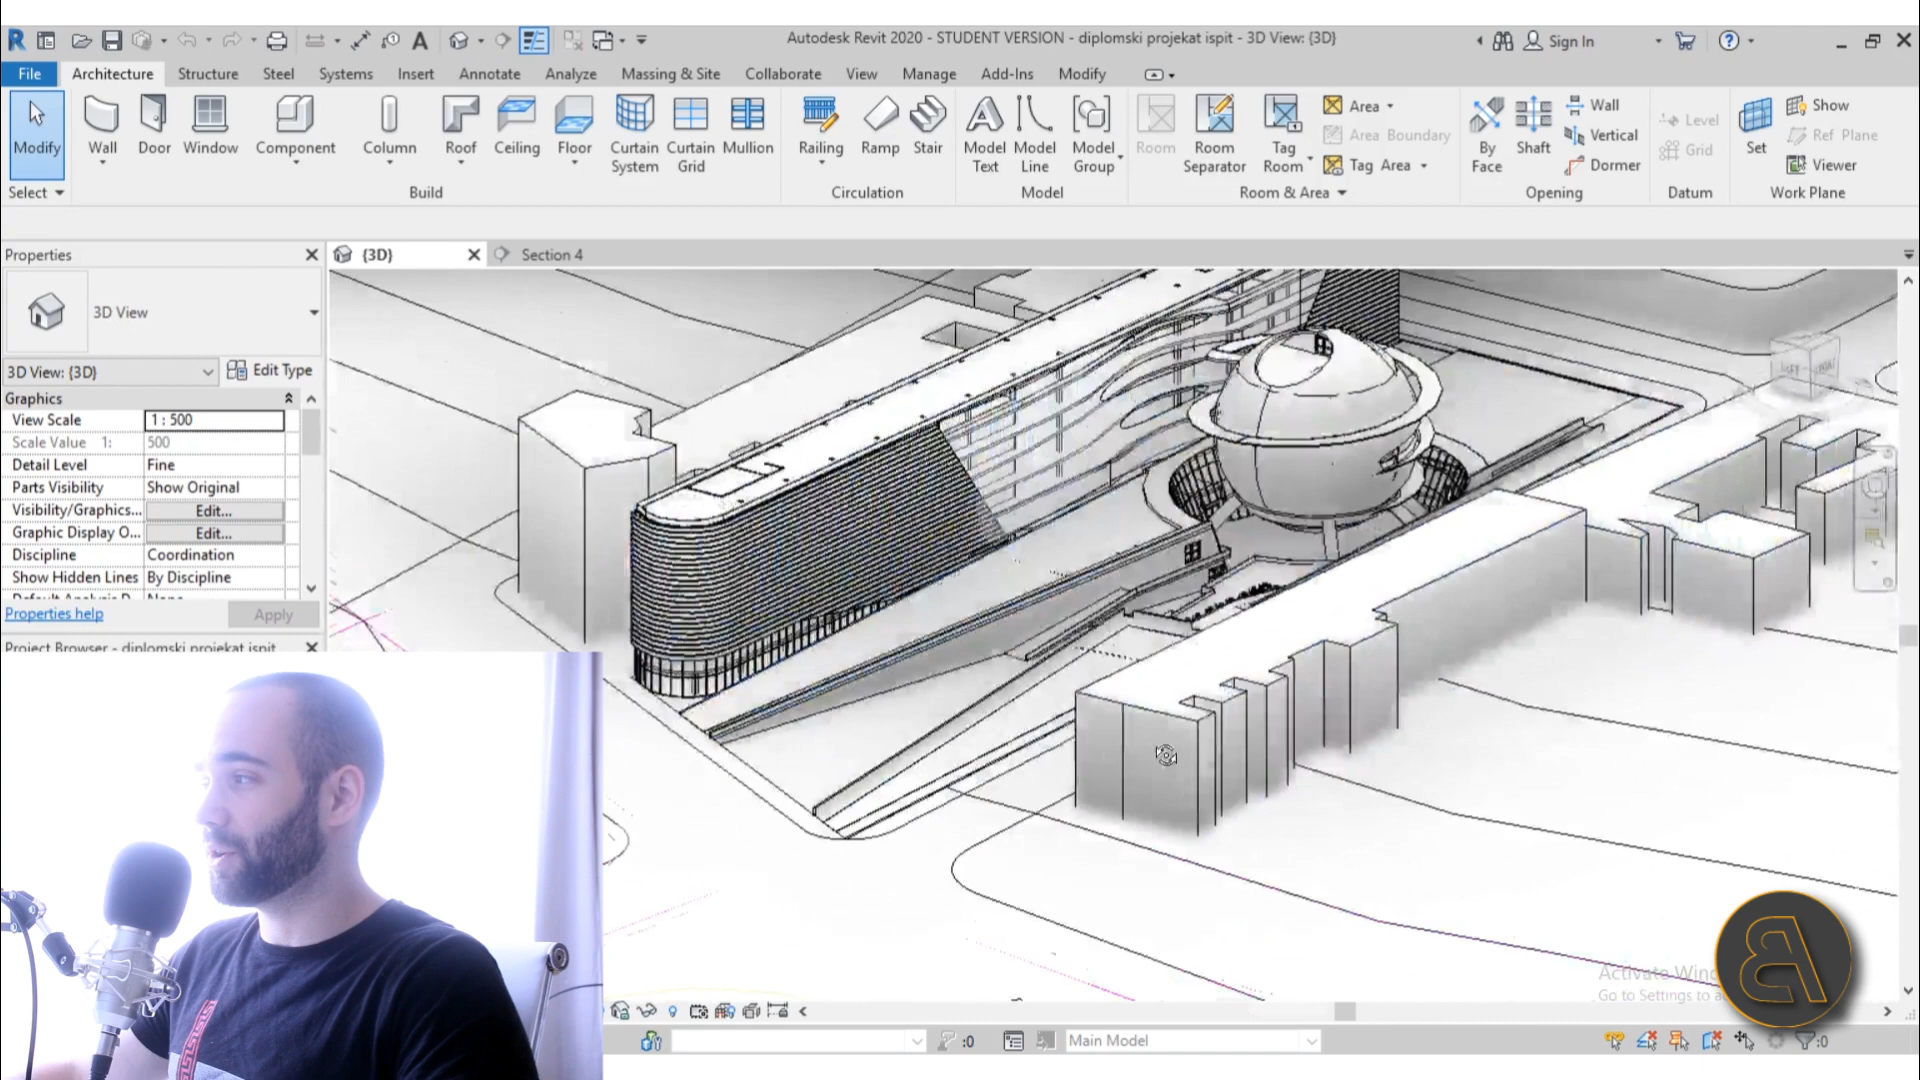 Autodesk Revit 2020 - STUDENT VERSION - diplomski projekat ispit - 3D View: {3D}
Sign In
File Architecture Structure Steel Systems Insert Annotate Analyze Massing & Site Collaborate View Manage Add-Ins Modify
Modify
Wall
Door
Window
Component
Column
Roof
Ceiling
Floor
Curtain System
Curtain Grid
Mullion
Railing
Ramp
Stair
Model Text
Model Line
Model Group
Room
Room Separator
Tag Room
Area
Area Boundary
Tag Area
By Face
Shaft
Wall
Vertical
Dormer
Level
Grid
Set
Show
Ref Plane
Viewer
Select
Build
Circulation
Model
Room & Area
Opening
Datum
Work Plane
Properties
{3D}
Section 4
3D View
3D View: {3D}
Edit Type
Graphics
View Scale 1 : 500
Scale Value 1: 500
Detail Level Fine
Parts Visibility Show Original
Visibility/Graphics... Edit...
Graphic Display O... Edit...
Discipline Coordination
Show Hidden Lines By Discipline
Properties help
Apply
Project Browser - diplomski projekat ispit
Activate Wind
Go to Settings to a
:0
Main Model
:0